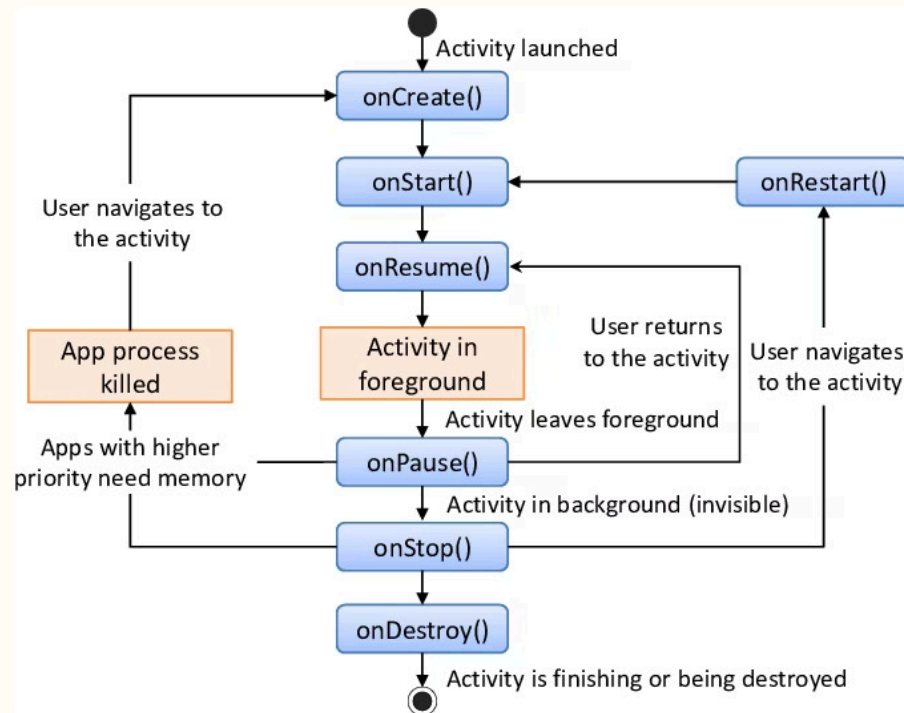 Activity launched
onCreate()
onStart()
onRestart()
User navigates to
the activity
onResume()
User returns
to the activity
User navigates
to the activity
App process
killed
Activity in
foreground
Activity leaves foreground
Apps with higher
priority need memory
onPause()
Activity in background (invisible)
onStop()
onDestroy()
Activity is finishing or being destroyed